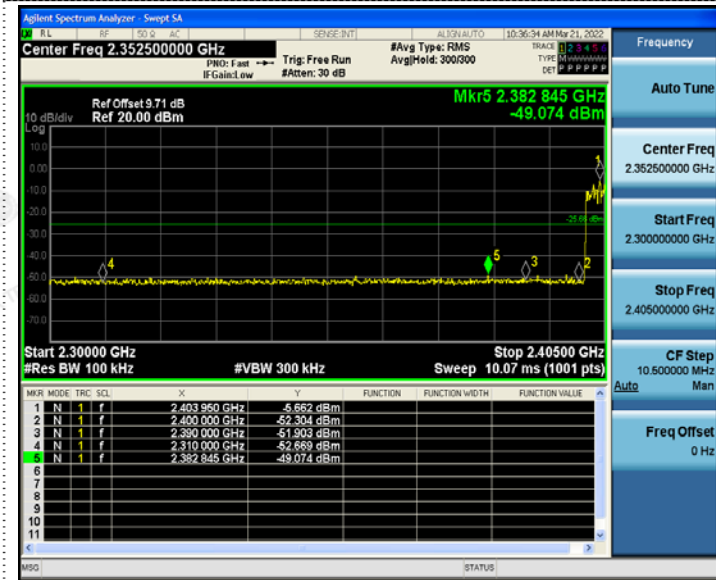 Agilent Spectrum Analyzer - Swept SA
RL RF 50 Ω AC SENSE:INT ALIGN AUTO 10:36:34 AM Mar 21, 2022
Center Freq 2.352500000 GHz
PNO: Fast
IFGain:Low
Trig: Free Run
#Atten: 30 dB
#Avg Type: RMS
Avg|Hold: 300/300
TRACE 1 2 3 4 5 6
TYPE M
DET P P P P P P
Ref Offset 9.71 dB
Ref 20.00 dBm
10 dB/div
Log
Mkr5 2.382 845 GHz
-49.074 dBm
10.0
0.00
-10.0
-20.0
-30.0
-40.0
-50.0
-60.0
-70.0
1
4
5
3
2
Start 2.30000 GHz
#Res BW 100 kHz
#VBW 300 kHz
Stop 2.40500 GHz
Sweep 10.07 ms (1001 pts)
MKR MODE TRC SCL X Y FUNCTION FUNCTION WIDTH FUNCTION VALUE
1 N 1 f 2.403 950 GHz -5.662 dBm
2 N 1 f 2.400 000 GHz -52.304 dBm
3 N 1 f 2.390 000 GHz -51.903 dBm
4 N 1 f 2.310 000 GHz -52.669 dBm
5 N 1 f 2.382 845 GHz -49.074 dBm
6
7
8
9
10
11
MSG STATUS
Frequency
Auto Tune
Center Freq
2.352500000 GHz
Start Freq
2.300000000 GHz
Stop Freq
2.405000000 GHz
CF Step
10.500000 MHz
Auto Man
Freq Offset
0 Hz